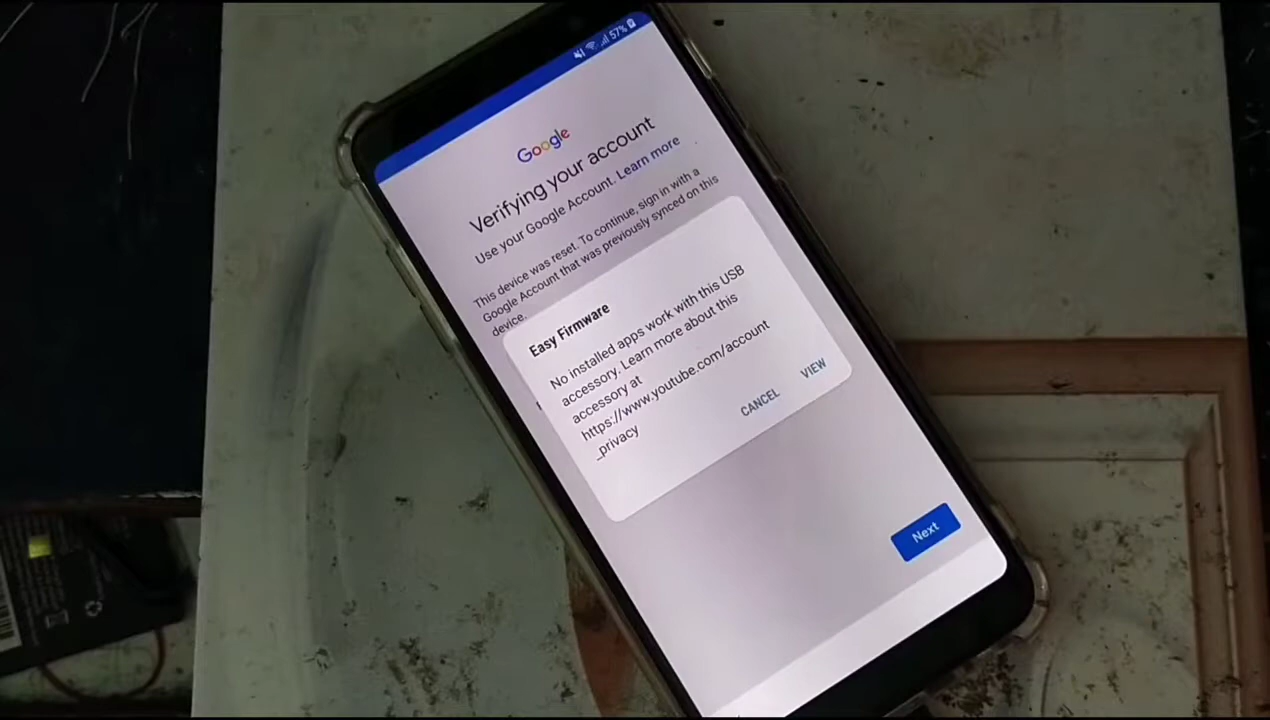 57%
Google
Verifying your account
Use your Google Account. Learn more
This device was reset. To continue, sign in with a
Google Account that was previously synced on this
device.
Easy Firmware
No installed apps work with this USB
accessory. Learn more about this
accessory at
https://www.youtube.com/account
_privacy
CANCEL
VIEW
Next